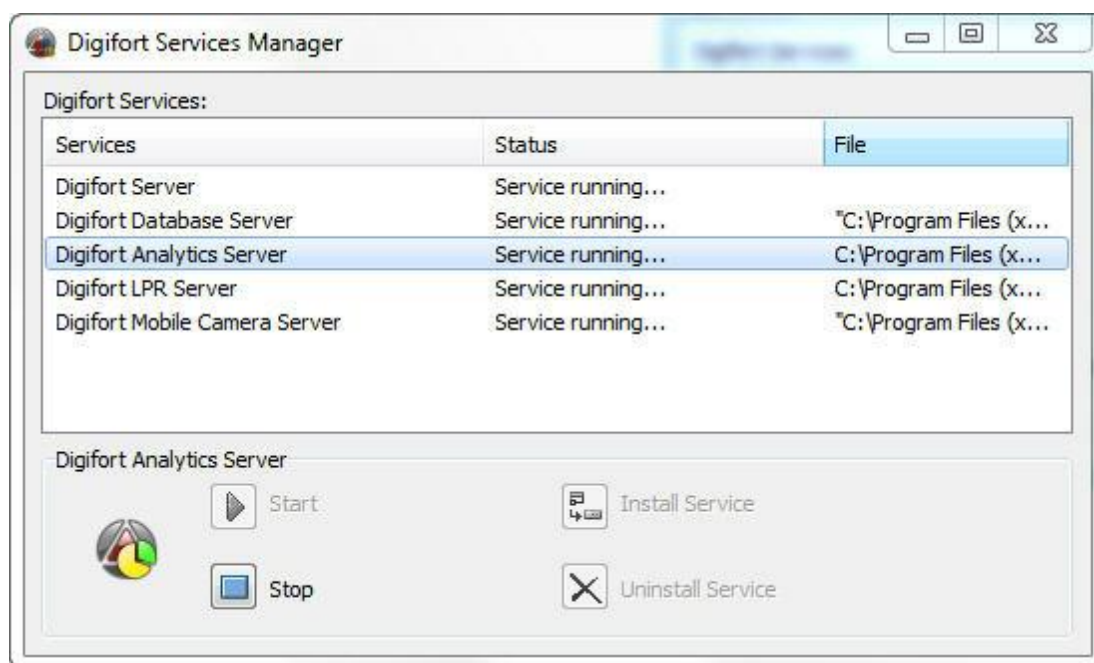 Digifort Services Manager
Digifort Services:
Services Status File
Digifort Server Service running...
Digifort Database Server Service running... "C:\Program Files (x...
Digifort Analytics Server Service running... C:\Program Files (x...
Digifort LPR Server Service running... C:\Program Files (x...
Digifort Mobile Camera Server Service running... "C:\Program Files (x...
Digifort Analytics Server
Start Install Service
Stop Uninstall Service